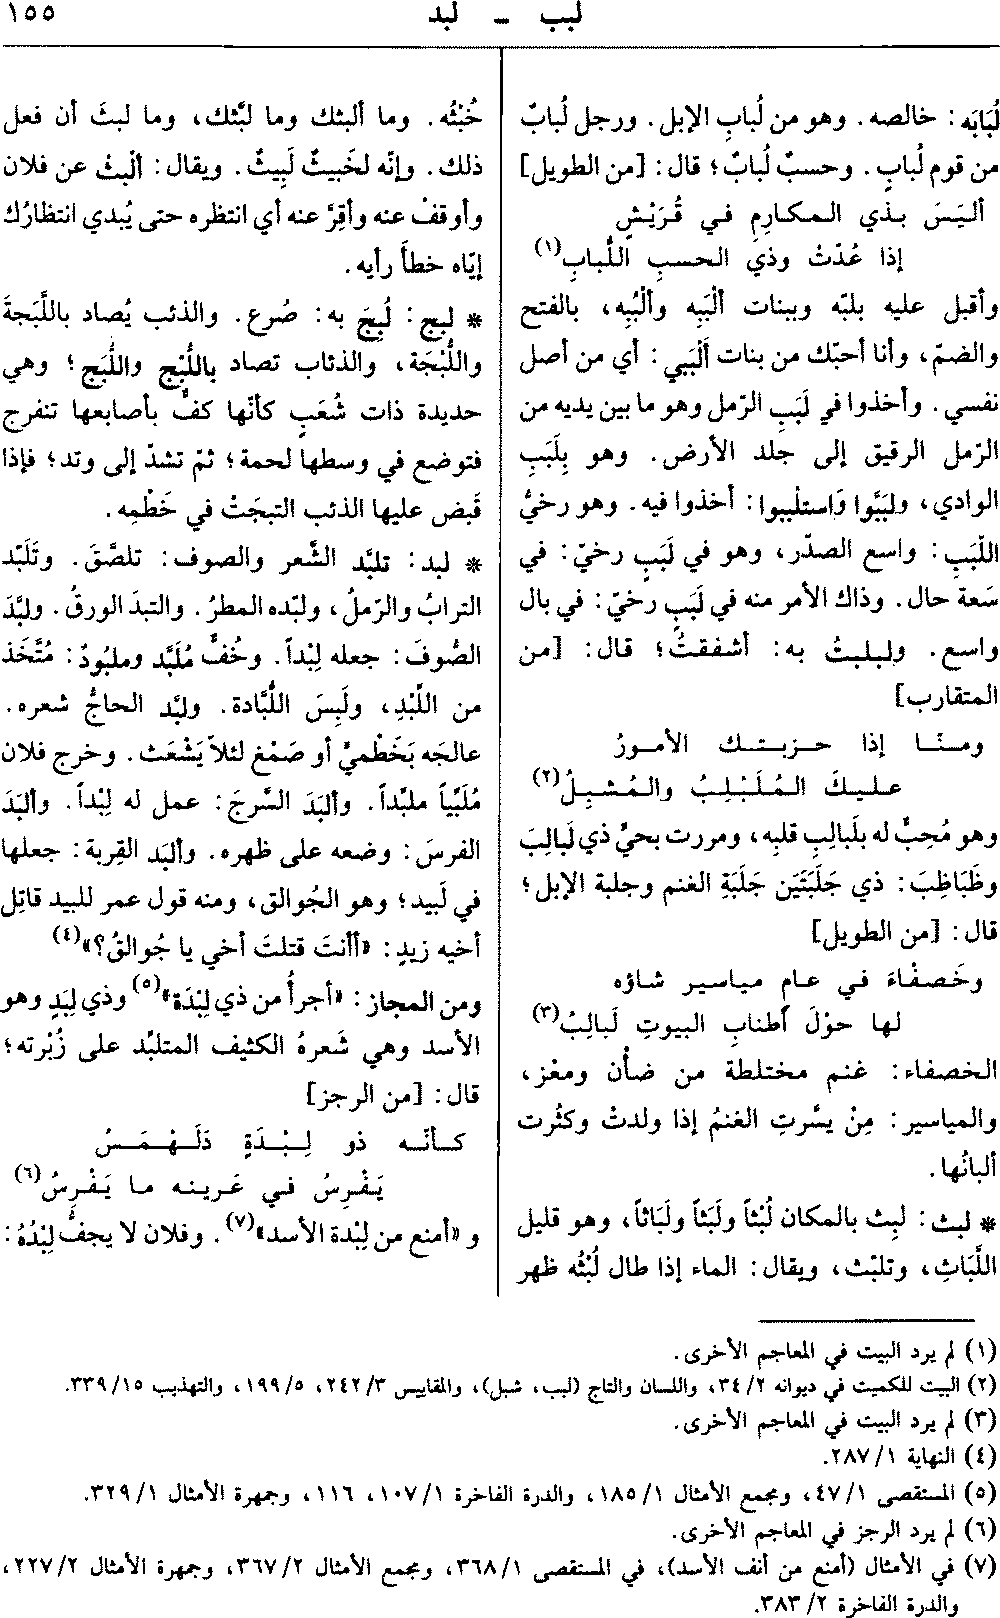 لبب ــ لبد
١٥٥
لُبَابَه: خالصه. وهو من لُبابِ الإبل. ورجل لُبابٌ
من قوم لُبابٍ. وحسبٌ لُبابٌ؛ قال: [من الطويل]
أليَسَ بذي المكارِمِ في قُرَيْشٍ
إذا عُدّتْ وذي الحسبِ اللُّبابِ(١)
وأقبل عليه بلبّه وببنات ألْبَبِه وألْبُبِه، بالفتح
والضمّ، وأنا أحبّك من بنات أَلْبَبي: أي من أصل
نفسي. وأخذوا في لَبَبِ الرّمل وهو ما بين يديه من
الرّمل الرقيق إلى جلد الأرض. وهو بِلَبَبِ
الوادي، ولبَبَّوا وَاستلْببوا: أخذوا فيه. وهو رخيُّ
اللّبَبِ: واسع الصدّر، وهو في لَبَبٍ رخيّ: في
سَعة حال. وذاك الأمر منه في لَبَبٍ رخيّ: في بال
واسع. ولبلبتُ به: أشفقتُ؛ قال: [من
المتقارب]
ومنّا إذا حزبتك الأمورُ
عليكَ المُلَبْلِبُ والمُشبِلُ(٢)
وهو مُحِبٌّ له بلَبالِبِ قلبِه، ومررت بحيٍّ ذي لَبالِبَ
وظَبَاظِبَ: ذي جَلَبَتَين جَلَبَةِ الغنم وجلبة الإبل؛
قال: [من الطويل]
وخَصفْاءَ في عامٍ مياسير شاؤه
لها حوْلَ أطنابِ البيوتِ لَبالِبُ(٣)
الخصفاء: غنم مختلطة من ضأْن ومعْز،
والمياسير: مِنْ يسَّرتِ الغنمُ إذا ولدتْ وكثُرت
ألبانُها.
* لبث: لبِث بالمكان لُبْثاً ولَبَثاً ولَبَاثاً، وهو قليل
اللَّبَاثِ، وتلبّث، ويقال: الماء إذا طال لُبْثُه ظهر
خُبْثُه. وما ألبثك وما لبَّثك، وما لبثَ أن فعل
ذلك. وإنّه لخَبيثٌ لَبِيثٌ. ويقال: ألْبثْ عن فلان
وأوقفْ عنه وأقِرَّ عنه أي انتظره حتى يُبدي انتظارُك
إيّاه خطأَ رأيه.
* لبج: لُبِجَ به: صُرع. والذئب يُصاد باللَّبَجةَ
واللُّبْجَة، والذئاب تصاد باللُّبْج واللَّبَج؛ وهي
حديدة ذات شُعَبٍ كأنّها كفٌّ بأصابعها تنفرج
فتوضع في وسطها لحمة؛ ثمّ تشدّ إلى وتد؛ فإذا
قَبض عليها الذئب التبجَتْ في خَطْمِه.
* لبد: تلبَّد الشَّعر والصوف: تلصَّقَ. وتَلَبّد
الترابُ والرّملُ، ولبّده المطرُ. والتبدَ الورقُ. ولبَّدَ
الصُّوفَ: جعله لِبْداً. وخُفٌّ مُلَبَّد وملبُودٌ: مُتَّخَذ
من اللِّبْدِ، ولَبِسَ اللُّبَّادة. ولبَّد الحاجُّ شعره.
عالجَه بَخَطْميٍّ أو صَمْغ لئلاّ يَشْعَث. وخرج فلان
مُلَبِّياً ملبِّداً. وألبَدَ السَّرجَ: عمل له لِبْداً. وألبَدَ
الفرسَ: وضعه على ظهره. وألبَد القِربة: جعلها
في لَبيد؛ وهو الجُوالق، ومنه قول عمر للبيد قاتِل
أخيه زيدٍ: «أأنتَ قتلتَ أخي يا جُوالقُ؟»(٤)
ومن المجاز: «أجرأُ من ذي لِبْدَة»(٥) وذي لِبَدٍ وهو
الأسد وهي شَعرهُ الكثيف المتلبِّد على زُبْرته؛
قال: [من الرجز]
كأنّه ذو لِبْدَةٍ دَلَهْمَسُ
يَفْرِسُ في عَرينه ما يَفْرِسُ(٦)
و «أمنع من لِبْدة الأسد»(٧). وفلان لا يجفُّ لِبْدُهُ:
(١) لم يرد البيت في المعاجم الأخرى.
(٢) البيت للكميت في ديوانه ٢/ ٣٤، واللسان والتاج (لبب، شبل)، والمقاييس ٢٤٢/٣، ١٩٩/٥، والتهذيب ٣٣٩/١٥.
(٣) لم يرد البيت في المعاجم الأخرى.
(٤) النهاية ١/ ٢٨٧.
(٥) المستقصى ٤٧/١، ومجمع الأمثال ١٨٥/١، والدرة الفاخرة ١٠٧/١، ١١٦، وجمهرة الأمثال ١/ ٣٢٩.
(٦) لم يرد الرجز في المعاجم الأخرى.
(٧) في الأمثال (أمنع من أنف الأسد)، في المستقصى ٣٦٨/١، ومجمع الأمثال ٣٦٧/٢، وجمهرة الأمثال ٢٢٧/٢،
والدرة الفاخرة ٢/ ٣٨٣.